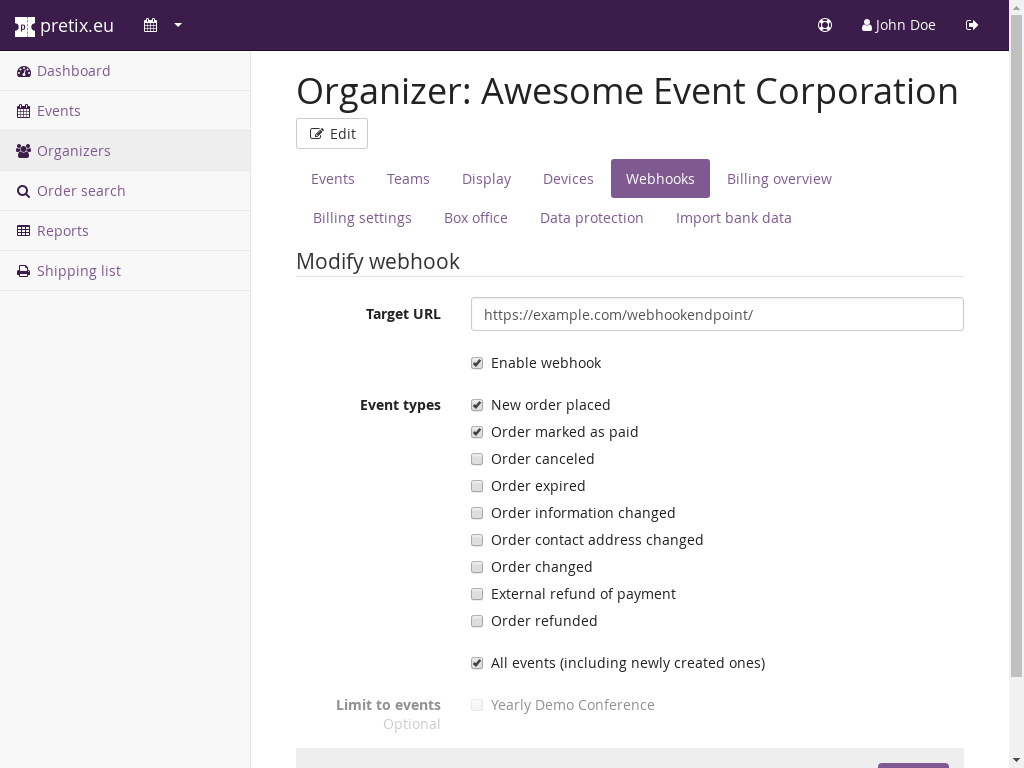 pretix.eu
John Doe
Dashboard
Events
Organizers
Order search
Reports
Shipping list
Organizer: Awesome Event Corporation
Edit
Events Teams Display Devices Webhooks Billing overview
Billing settings Box office Data protection Import bank data
Modify webhook
Target URL https://example.com/webhookendpoint/
Enable webhook
Event types New order placed
Order marked as paid
Order canceled
Order expired
Order information changed
Order contact address changed
Order changed
External refund of payment
Order refunded
All events (including newly created ones)
Limit to events Yearly Demo Conference
Optional